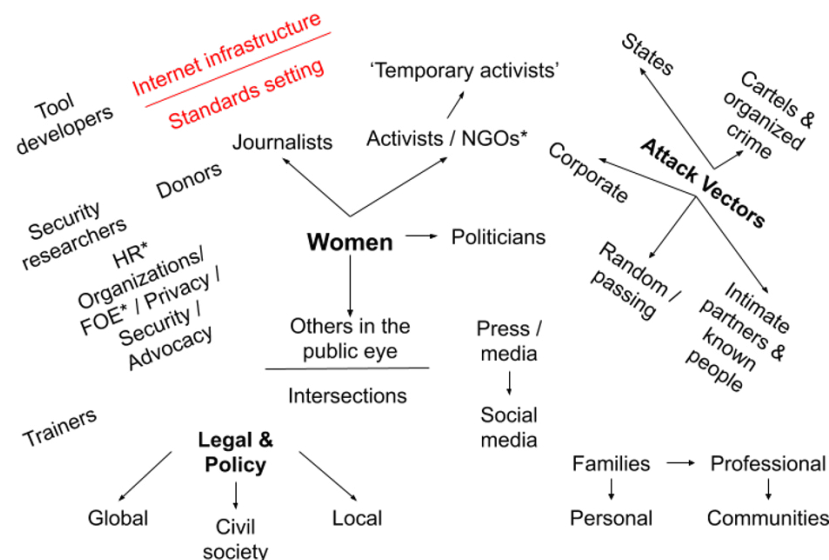 Internet infrastructure
Standards setting
Tool
developers
'Temporary activists'
States
Cartels &
organized
crime
Journalists
Activists / NGOs*
Corporate
Attack Vectors
Donors
Security
researchers
HR*
Organizations/
FOE* / Privacy /
Security /
Advocacy
Women
Politicians
Random /
passing
Intimate
partners &
known
people
Others in the
public eye
Intersections
Press /
media
Social
media
Trainers
Legal &
Policy
Global
Civil
society
Local
Families
Professional
Personal
Communities